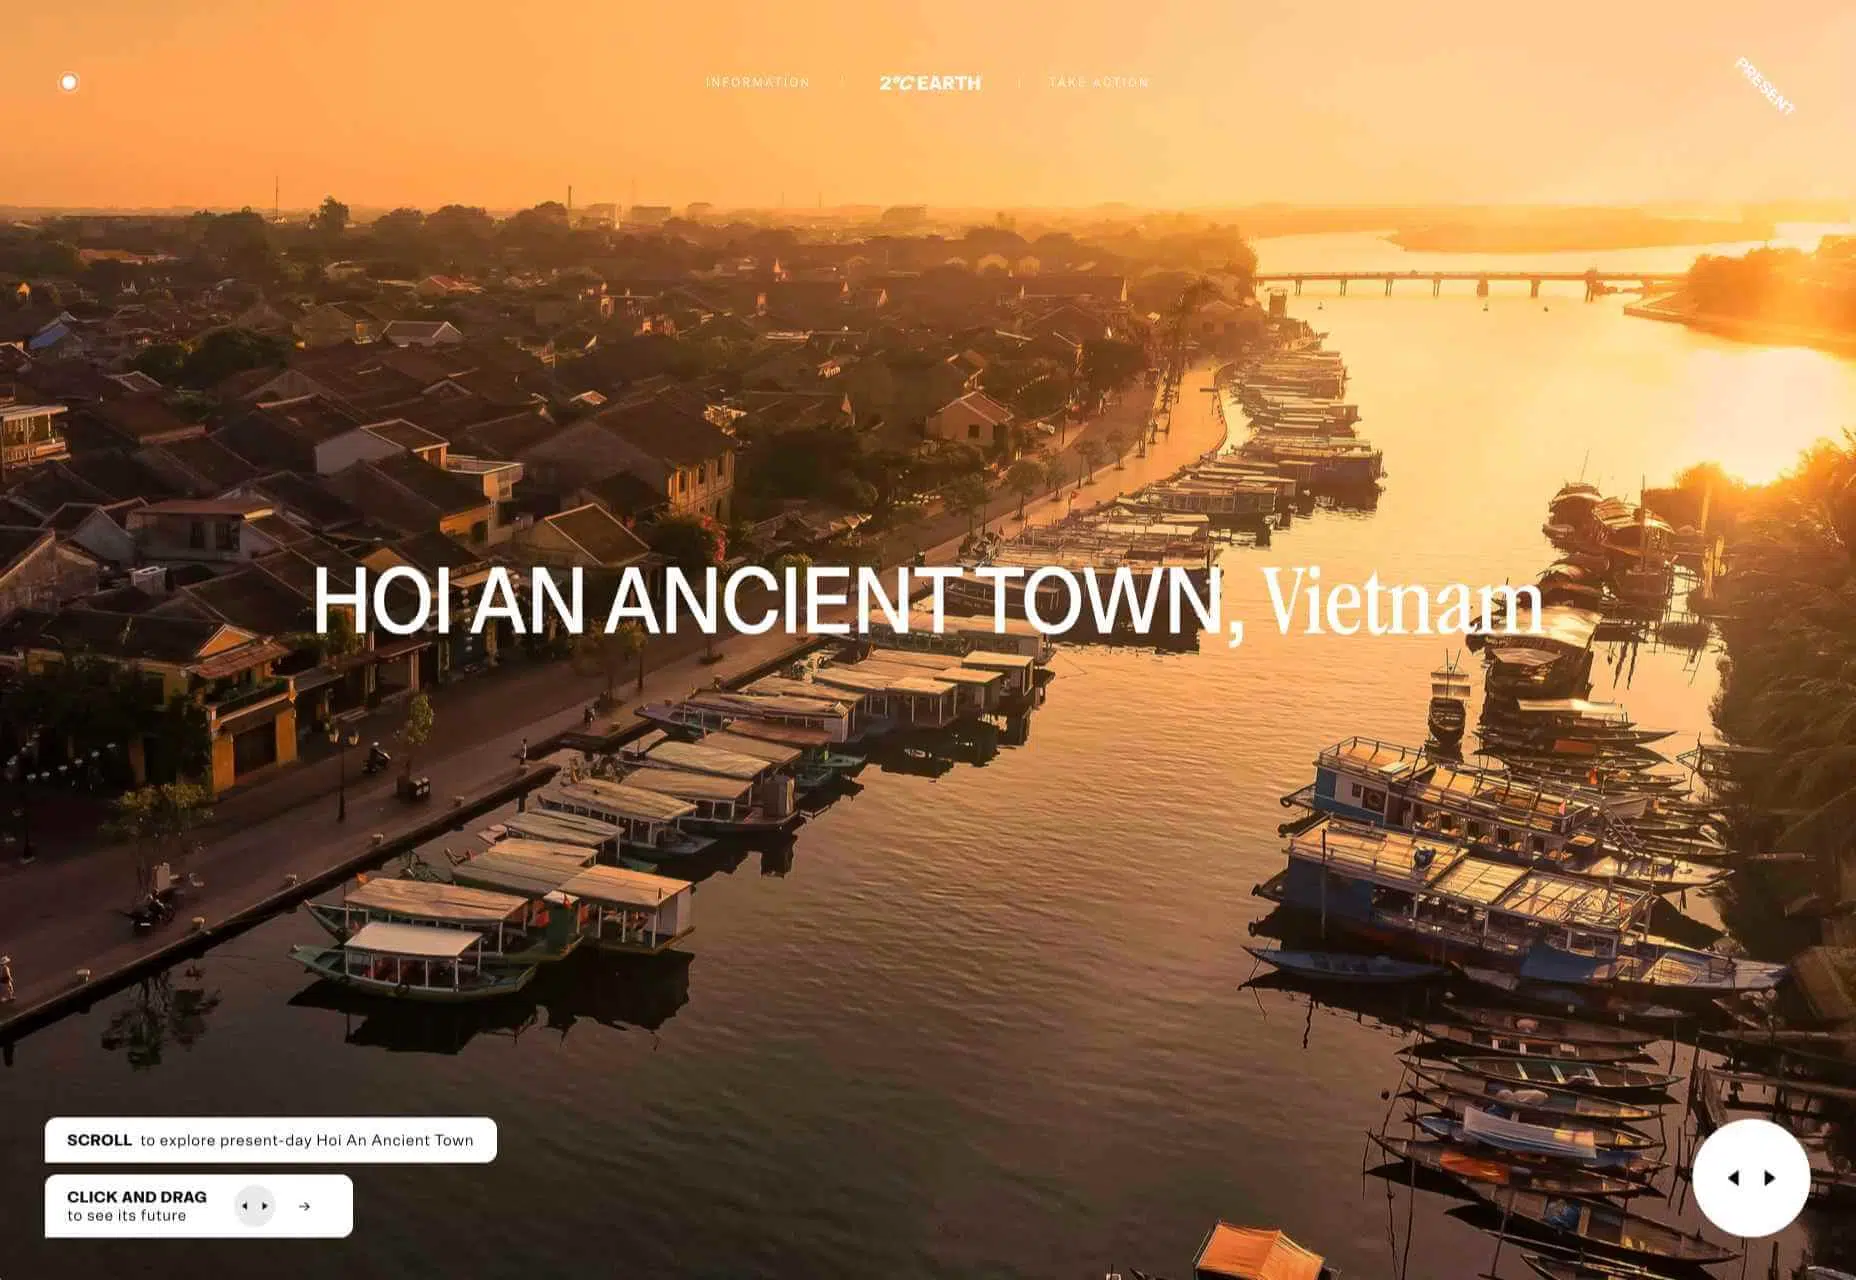 INFORMATION
2°C EARTH
TAKE ACTION
PRESENT
HOI AN ANCIENT TOWN, Vietnam
SCROLL to explore present-day Hoi An Ancient Town
CLICK AND DRAG
to see its future